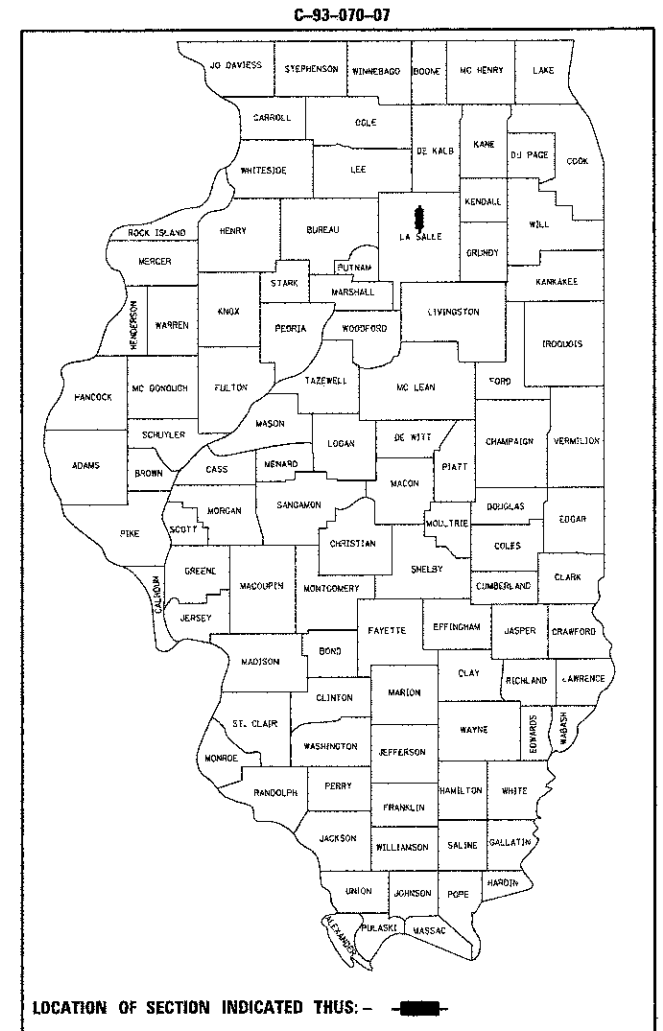 C-93-070-07
JO DAVIESS STEPHENSON WINNEBAGO BOONE MC HENRY LAKE
CARROLL OGLE
DE KALB KANE DU PAGE COOK
WHITESIDE LEE
KENDALL
ROCK ISLAND HENRY BUREAU LA SALLE GRUNDY WILL
MERCER PUTNAM
KANKAKEE
STARK MARSHALL
HENDERSON WARREN KNOX PEORIA WOODFORD LIVINGSTON IROQUOIS
HANCOCK MC DONOUGH FULTON TAZEWELL MC LEAN FORD
SCHUYLER MASON LOGAN DE WITT CHAMPAIGN VERMILION
ADAMS BROWN CASS MENARD MACON PIATT
PIKE SCOTT MORGAN SANGAMON CHRISTIAN MOULTRIE DOUGLAS EDGAR
COLES
CALHOUN GREENE MACOUPIN MONTGOMERY SHELBY CUMBERLAND CLARK
JERSEY FAYETTE EFFINGHAM JASPER CRAWFORD
MADISON BOND
CLAY RICHLAND LAWRENCE
CLINTON MARION
ST. CLAIR WAYNE EDWARDS WABASH
MONROE WASHINGTON JEFFERSON
RANDOLPH PERRY HAMILTON WHITE
FRANKLIN
JACKSON WILLIAMSON SALINE GALLATIN
UNION JOHNSON POPE HARDIN
ALEXANDER PULASKI MASSAC
LOCATION OF SECTION INDICATED THUS: -